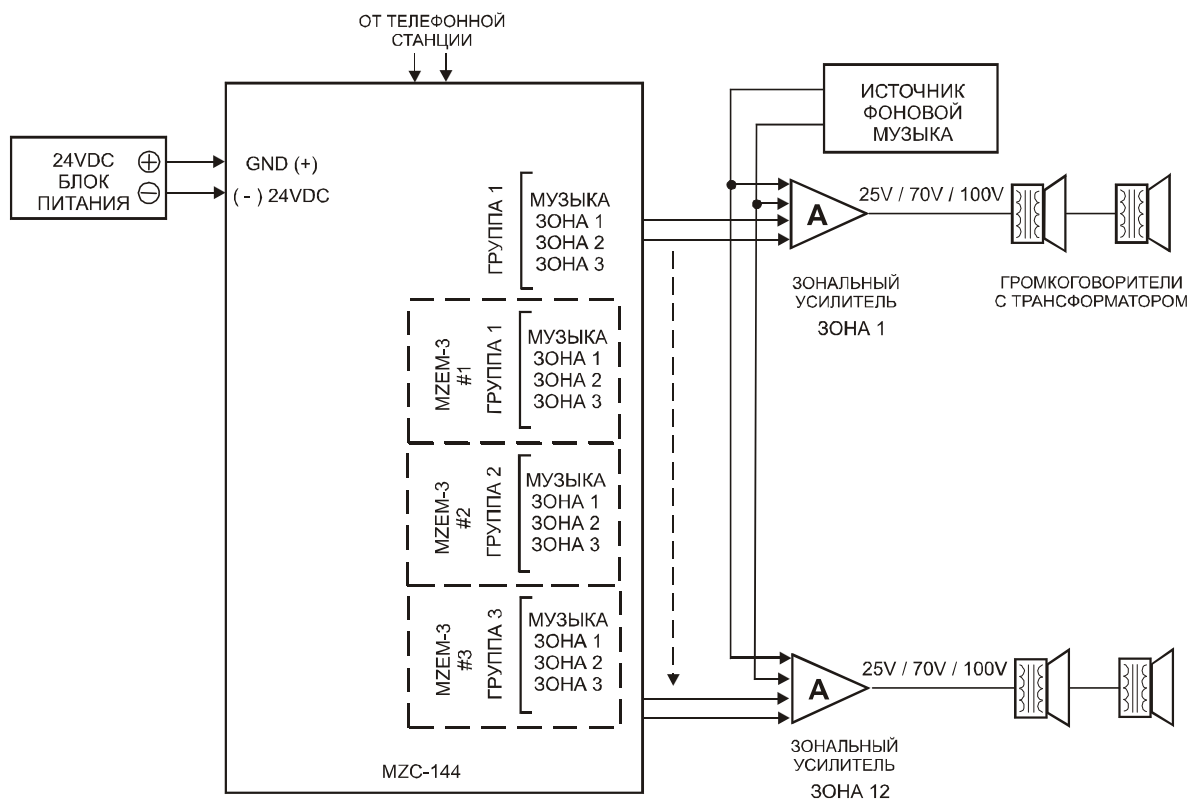 ОТ ТЕЛЕФОННОЙ
СТАНЦИИ
24VDC
БЛОК
ПИТАНИЯ
GND (+)
( - ) 24VDC
ИСТОЧНИК
ФОНОВОЙ
МУЗЫКА
ГРУППА 1
МУЗЫКА
ЗОНА 1
ЗОНА 2
ЗОНА 3
A
25V / 70V / 100V
ЗОНАЛЬНЫЙ
УСИЛИТЕЛЬ
ЗОНА 1
ГРОМКОГОВОРИТЕЛИ
С ТРАНСФОРМАТОРОМ
MZEM-3
#1
ГРУППА 1
МУЗЫКА
ЗОНА 1
ЗОНА 2
ЗОНА 3
MZEM-3
#2
ГРУППА 2
МУЗЫКА
ЗОНА 1
ЗОНА 2
ЗОНА 3
MZEM-3
#3
ГРУППА 3
МУЗЫКА
ЗОНА 1
ЗОНА 2
ЗОНА 3
A
25V / 70V / 100V
ЗОНАЛЬНЫЙ
УСИЛИТЕЛЬ
ЗОНА 12
MZC-144